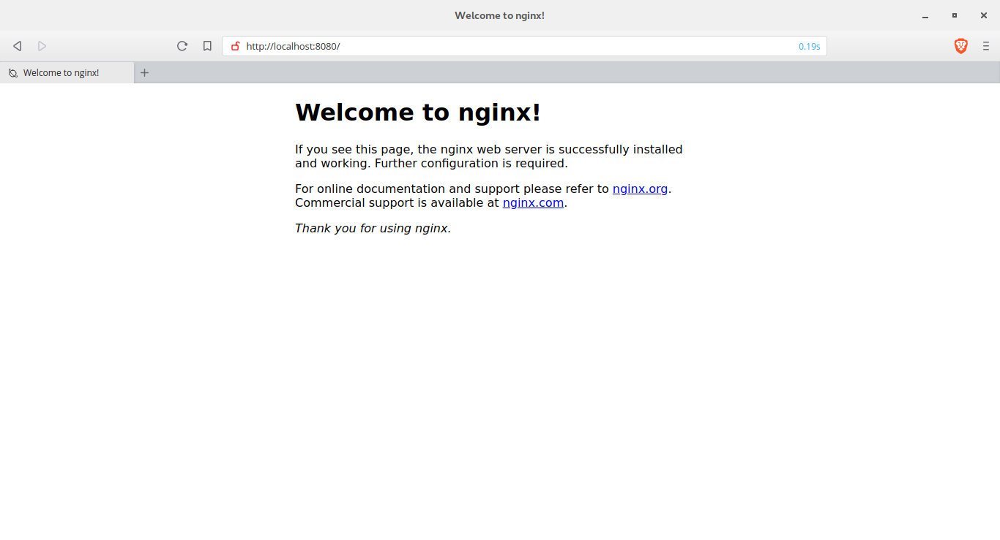 Welcome to nginx!
http://localhost:8080/ 0.19s
Welcome to nginx!
Welcome to nginx!
If you see this page, the nginx web server is successfully installed
and working. Further configuration is required.
For online documentation and support please refer to nginx.org.
Commercial support is available at nginx.com.
Thank you for using nginx.